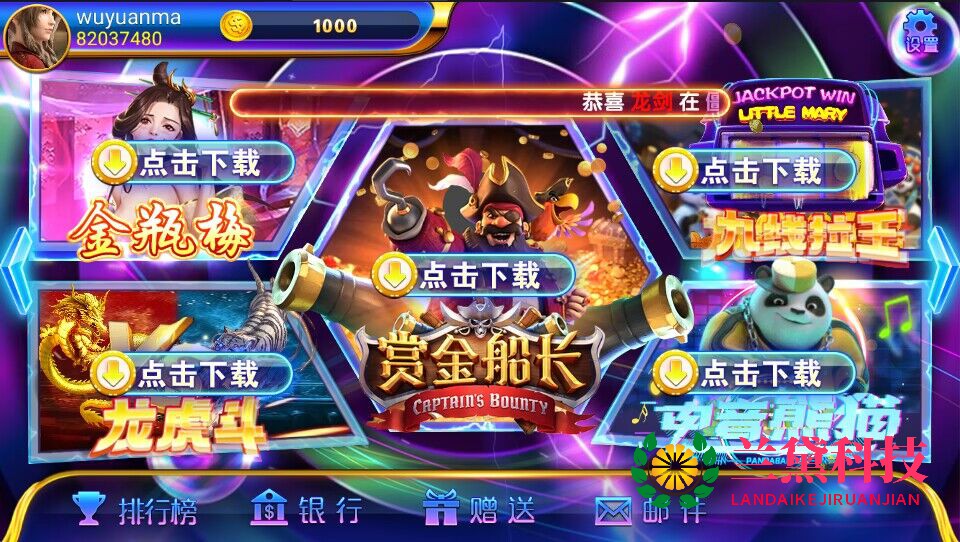 wuyuanma
82037480
1000
设置
恭喜 龙剑 在
JACKPOT WIN
LITTLE MARY
点击下载
点击下载
金瓶梅
九线拉王
点击下载
赏金船长
CAPTAIN'S BOUNTY
点击下载
点击下载
龙虎斗
熊猫
兰黛科技
LANDAIKEJIRUANJIAN
排行榜
银行
赠送
邮件